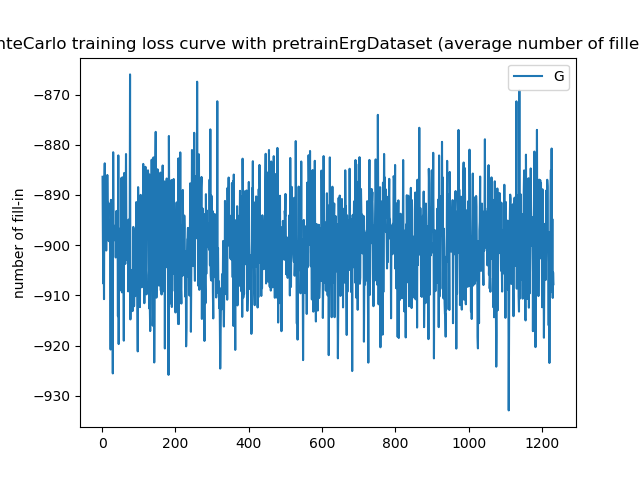 nteCarlo training loss curve with pretrainErgDataset (average number of fille
G
number of fill-in
−870
−880
−890
−900
−910
−920
−930
0 200 400 600 800 1000 1200